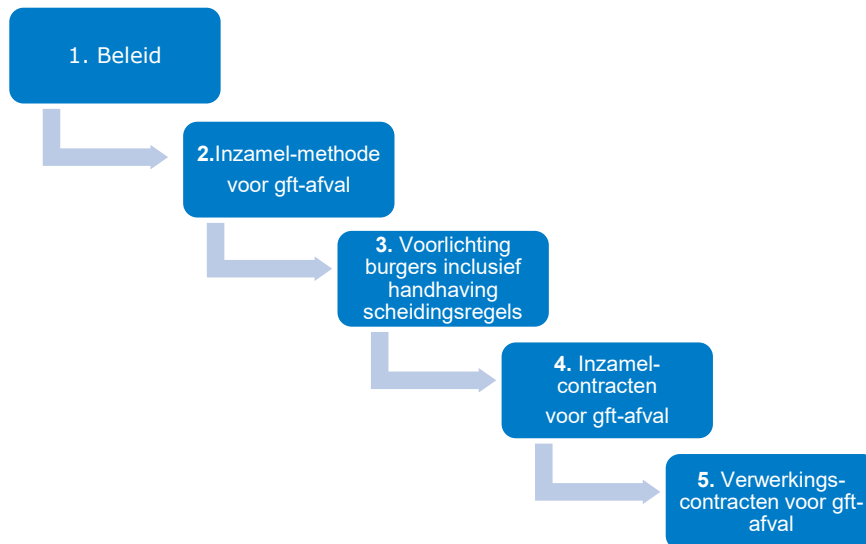 1. Beleid
2.Inzamel-methode
voor gft-afval
3. Voorlichting
burgers inclusief
handhaving
scheidingsregels
4. Inzamel-
contracten
voor gft-afval
5. Verwerkings-
contracten voor gft-
afval